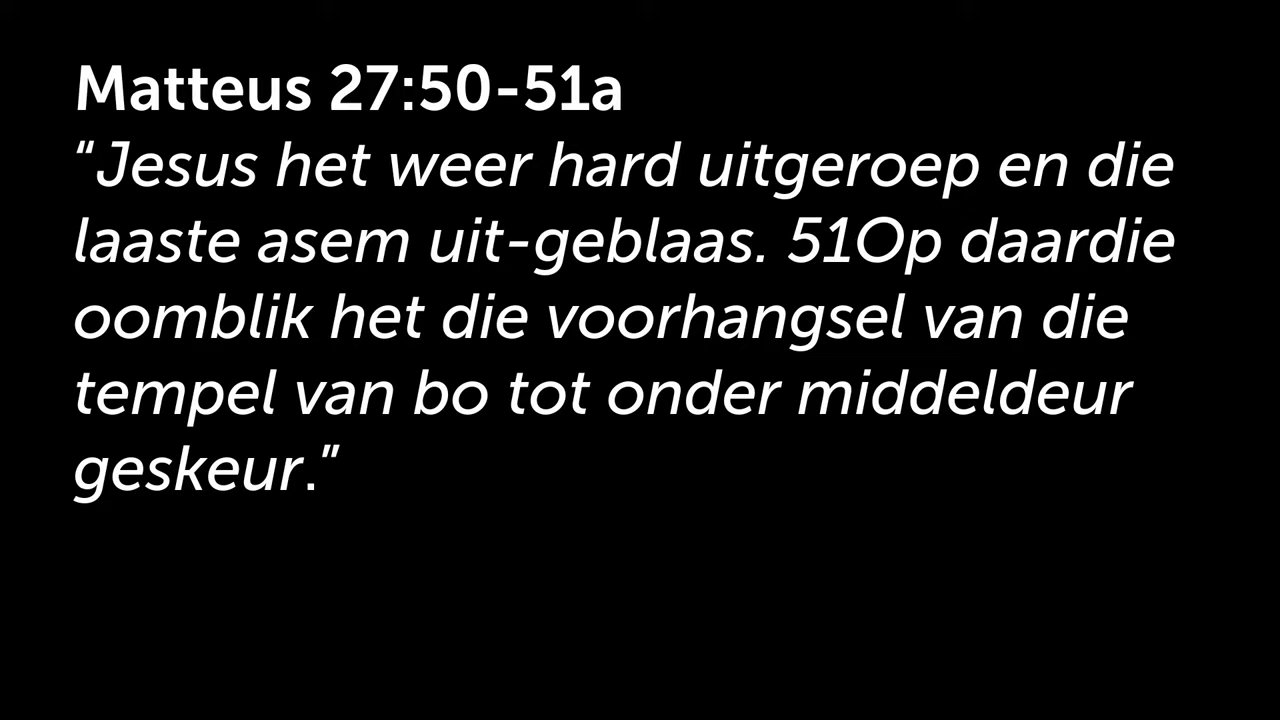 Matteus 27:50-51a
“Jesus het weer hard uitgeroep en die
laaste asem uit-geblaas. 51Op daardie
oomblik het die voorhangsel van die
tempel van bo tot onder middeldeur
geskeur.”